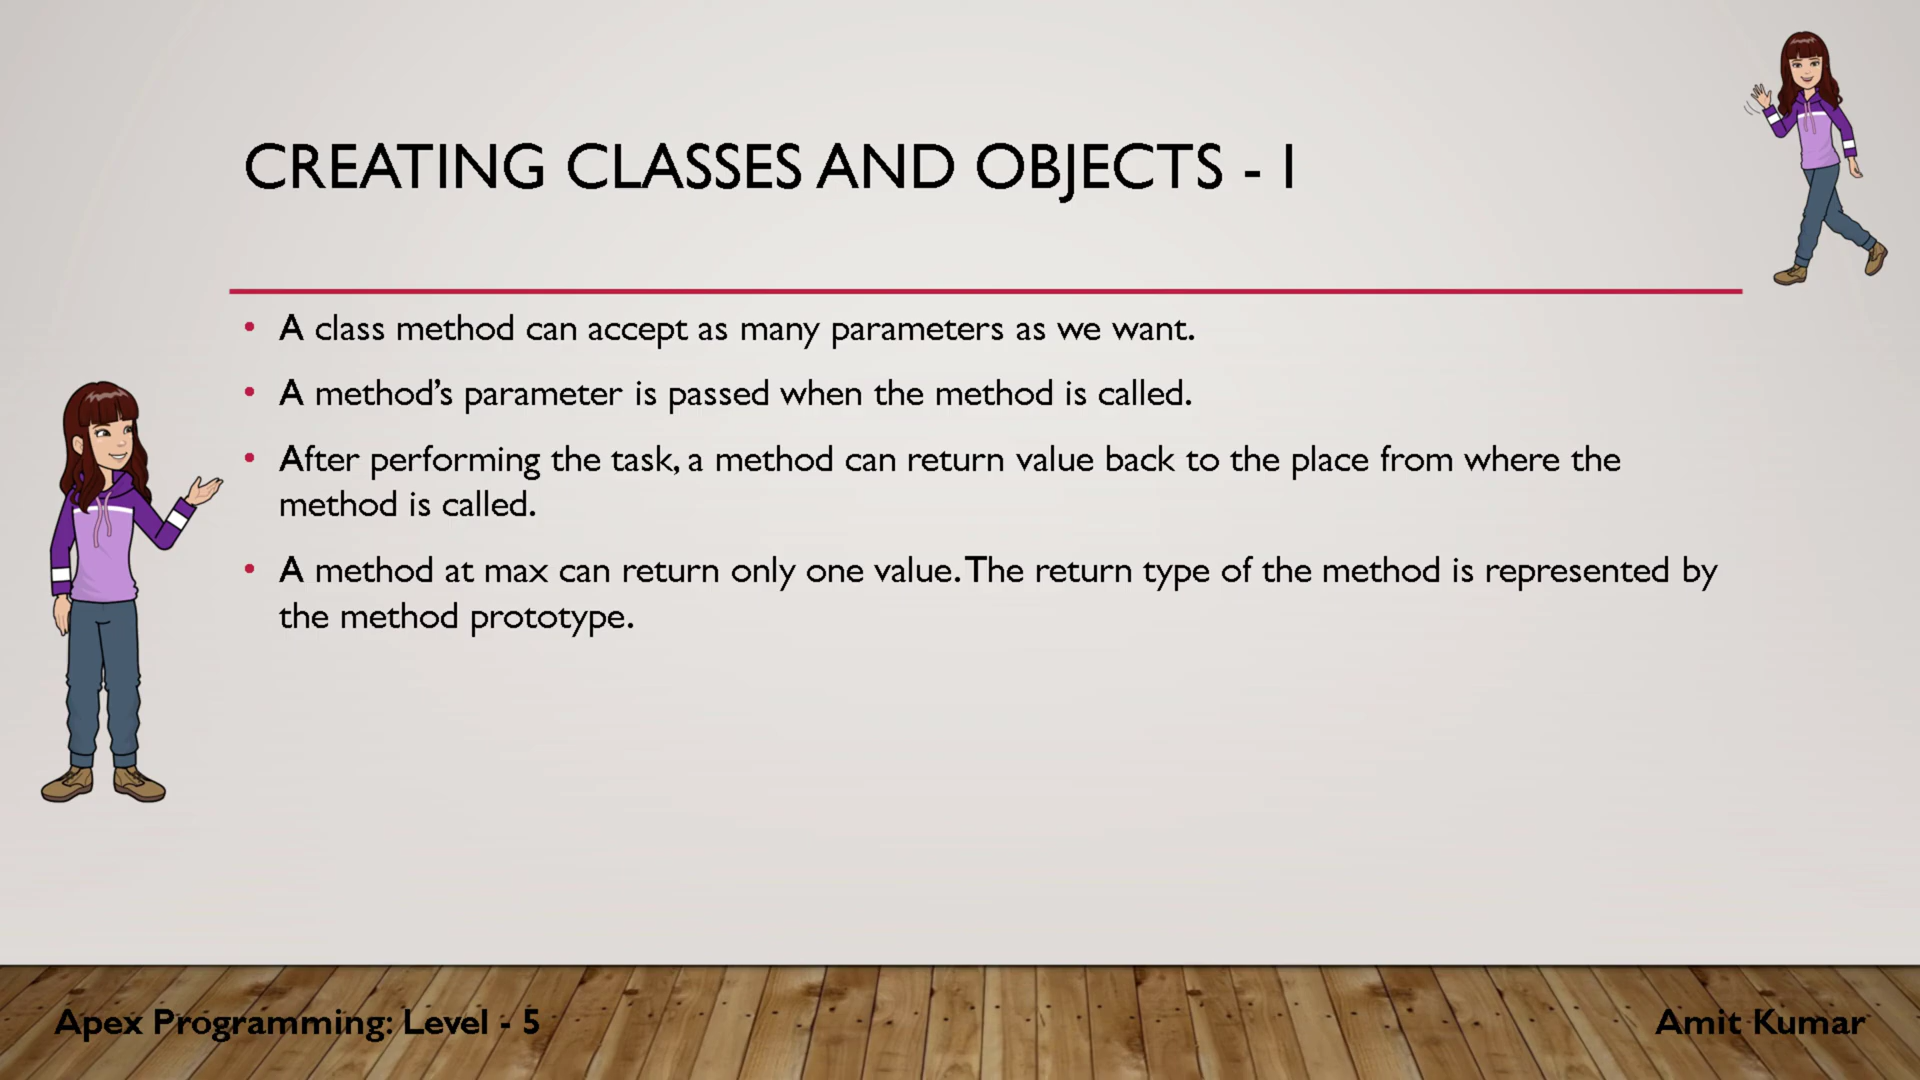 CREATING CLASSES AND OBJECTS - I
• A class method can accept as many parameters as we want.
• A method’s parameter is passed when the method is called.
• After performing the task, a method can return value back to the place from where the
method is called.
• A method at max can return only one value. The return type of the method is represented by
the method prototype.
Apex Programming: Level - 5
Amit Kumar